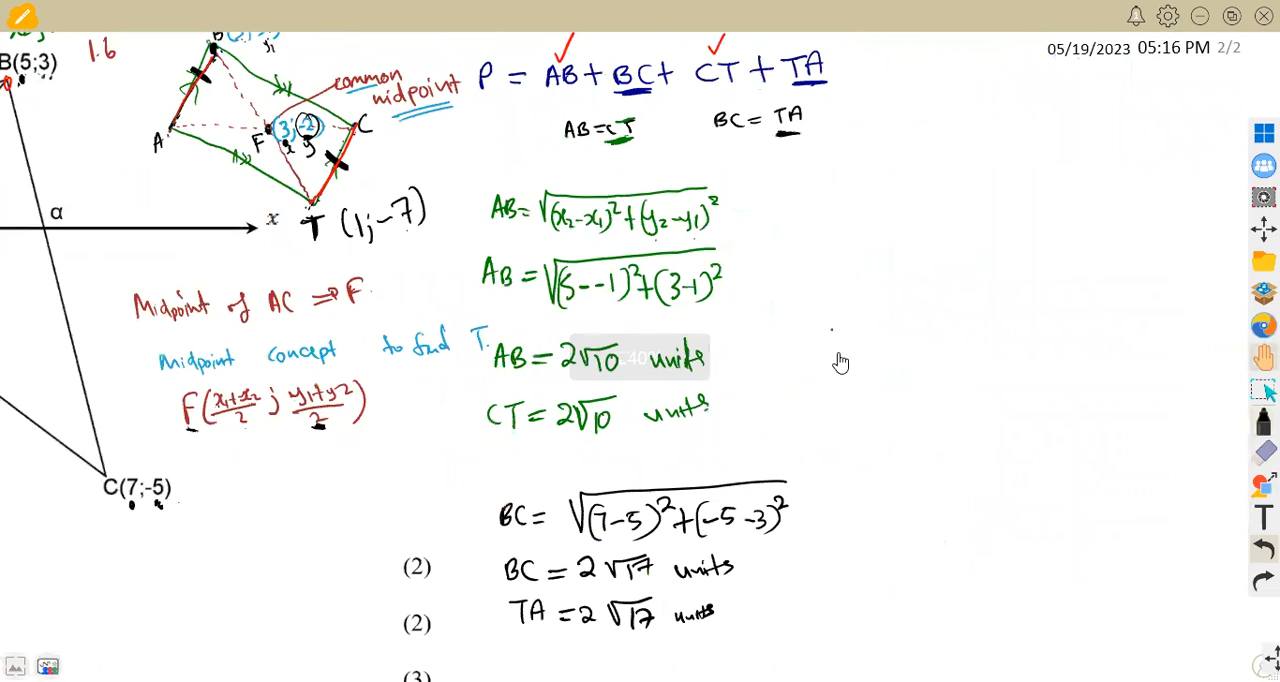 05/19/2023 05:16 PM 2/2
B(5;3)
1.6
B
y₁
common
midpoint
A
F
(3;-2)
x y
C
T (1;-7)
α
x
P = AB + BC + CT + TA
AB = CT
BC = TA
AB = √(x₂-x₁)²+(y₂-y₁)²
AB = √(5--1)²+(3-1)²
AB = 2√10 units
CT = 2√10 units
Midpoint of AC ⇒ F.
Midpoint concept to find T.
F(x₁+x₂/2 ; y₁+y2/2)
C(7;-5)
BC = √(7-5)²+(-5-3)²
BC = 2√17 units
TA = 2√17 units
(2)
(2)
(3)
T